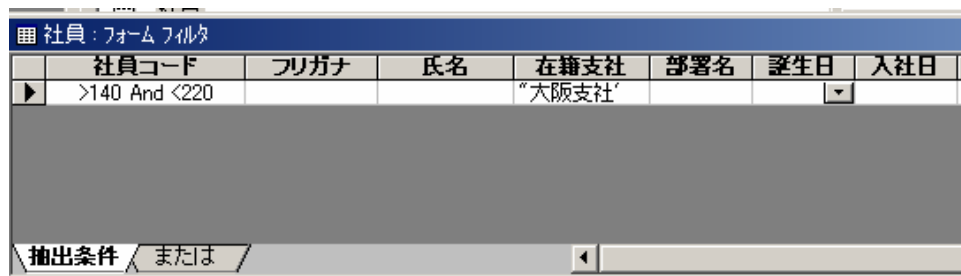 社員 : フォーム フィルタ
社員コード フリガナ 氏名 在籍支社 部署名 誕生日 入社日
>140 And <220 "大阪支社"
抽出条件 または